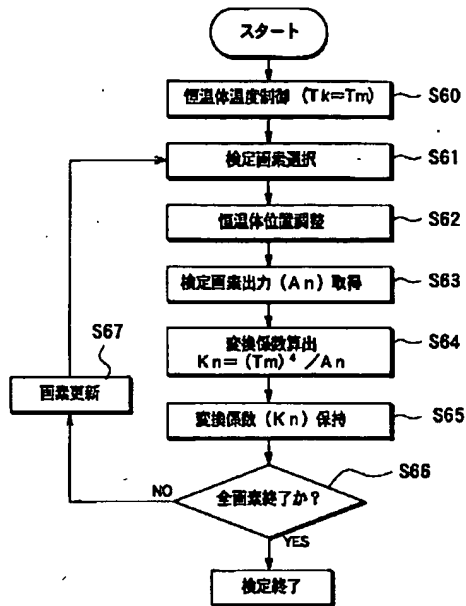 スタート
恒温体温度制御 (Tk=Tm)
S60
検定画素選択
S61
恒温体位置調整
S62
検定画素出力 (An) 取得
S63
変換係数算出
Kn=(Tm)⁴/An
S64
変換係数 (Kn) 保持
S65
全画素終了か?
S66
NO
YES
S67
画素更新
検定終了